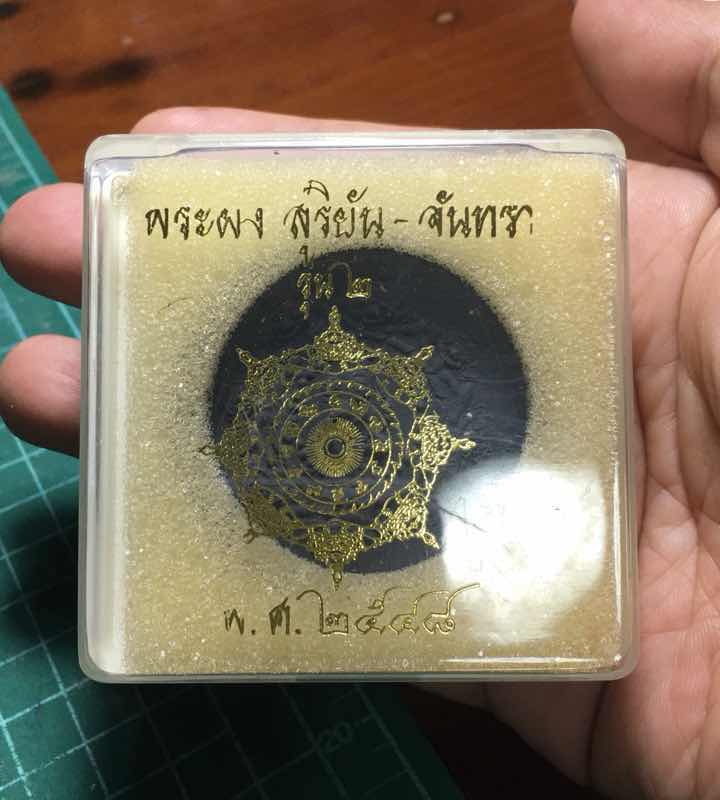 พระผง สุริยัน-จันทรา
รุ่น ๒
พ.ศ. ๒๕๔๘
20